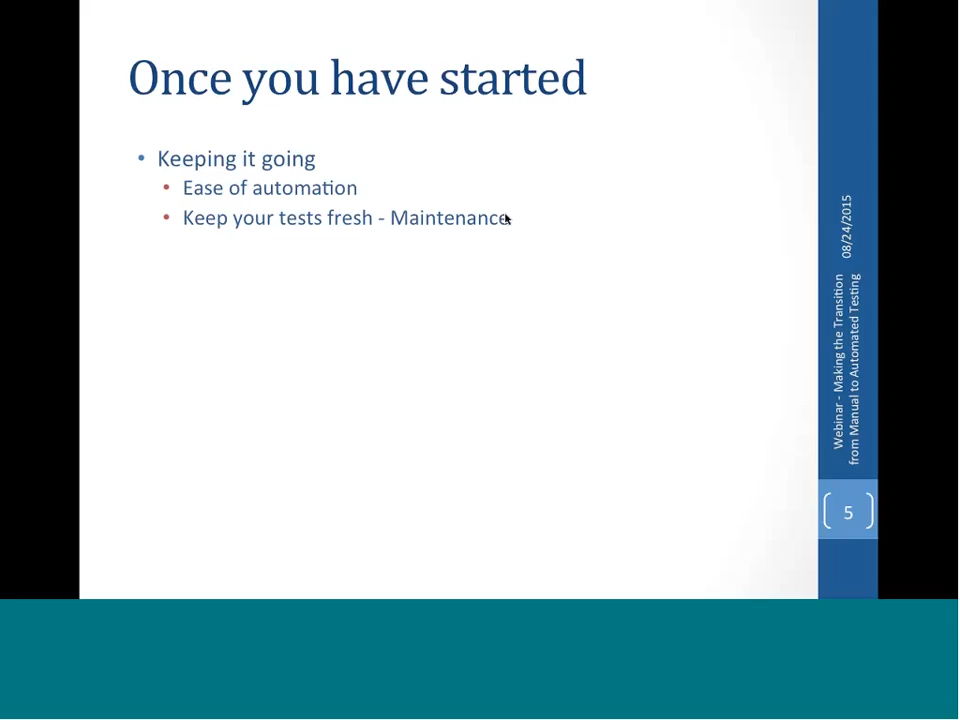 Once you have started
Keeping it going
Ease of automation
Keep your tests fresh - Maintenance
08/24/2015
Webinar - Making the Transition
from Manual to Automated Testing
5